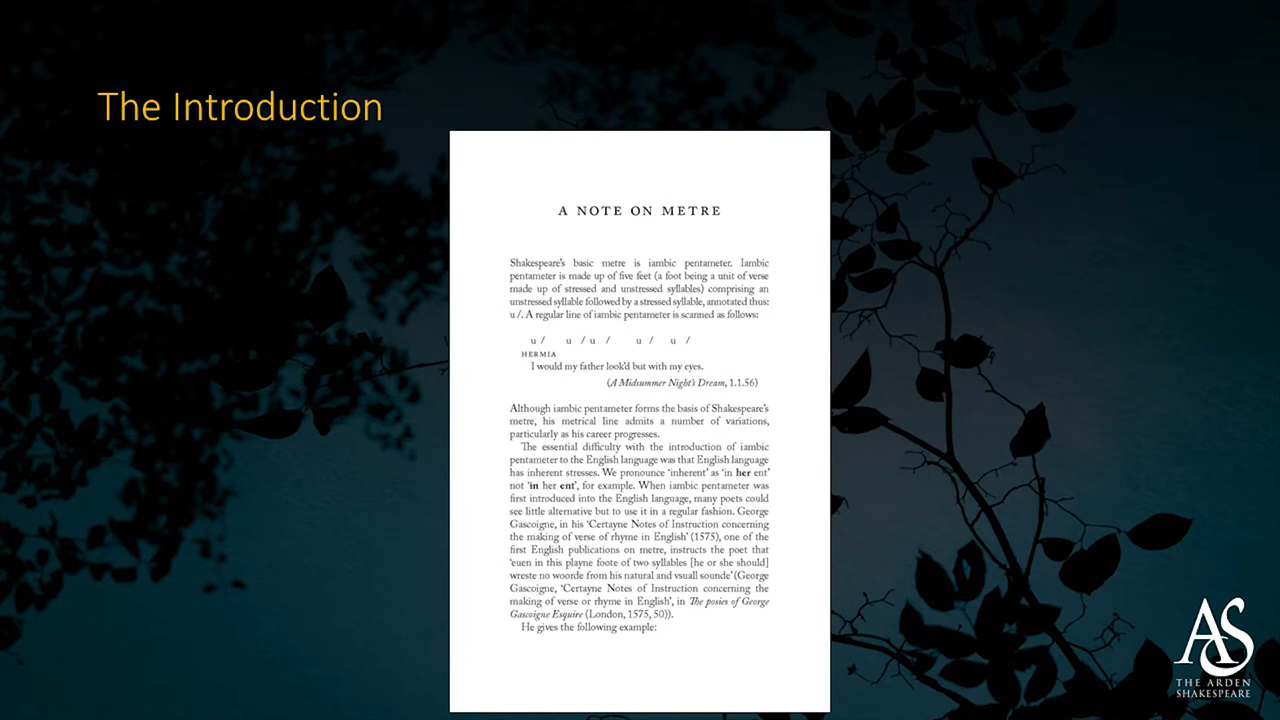 The Introduction
A NOTE ON METRE
Shakespeare's basic metre is iambic pentameter. Iambic
pentameter is made up of five feet (a foot being a unit of verse
made up of stressed and unstressed syllables) comprising an
unstressed syllable followed by a stressed syllable, annotated thus:
u /. A regular line of iambic pentameter is scanned as follows:
u / u / u / u / u /
HERMIA
I would my father look'd but with my eyes.
(A Midsummer Night's Dream, 1.1.56)
Although iambic pentameter forms the basis of Shakespeare's
metre, his metrical line admits a number of variations,
particularly as his career progresses.
The essential difficulty with the introduction of iambic
pentameter to the English language was that English language
has inherent stresses. We pronounce 'inherent' as 'in her ent'
not 'in her ent', for example. When iambic pentameter was
first introduced into the English language, many poets could
see little alternative but to use it in a regular fashion. George
Gascoigne, in his 'Certayne Notes of Instruction concerning
the making of verse of rhyme in English' (1575), one of the
first English publications on metre, instructs the poet that
'euen in this playne foote of two syllables [he or she should]
wreste no woorde from his natural and vsuall sounde' (George
Gascoigne, 'Certayne Notes of Instruction concerning the
making of verse or rhyme in English', in The posies of George
Gascoigne Esquire (London, 1575, 50)).
He gives the following example:
AS
THE ARDEN
SHAKESPEARE